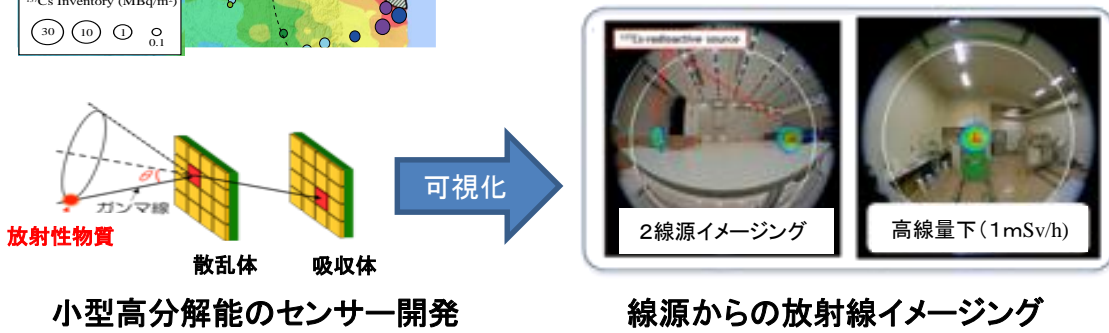 Cs Inventory (MBq/m²)
30 10 1 0.1
θ
ガンマ線
放射性物質
散乱体 吸収体
小型高分解能のセンサー開発
可視化
¹³⁷Cs radioactive source
2線源イメージング
高線量下(1mSv/h)
線源からの放射線イメージング